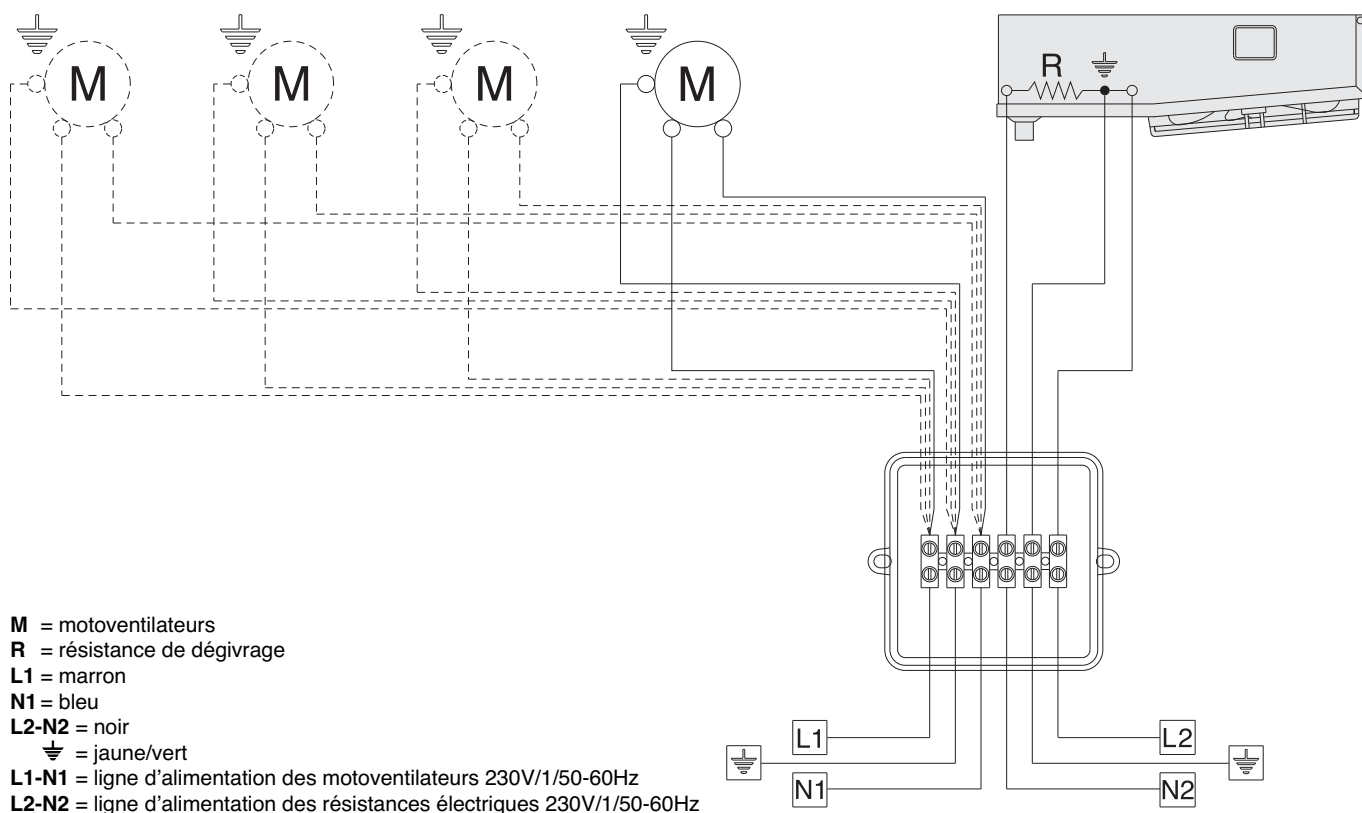 M M M M R
M = motoventilateurs
R = résistance de dégivrage
L1 = marron
N1 = bleu
L2-N2 = noir
⏚ = jaune/vert
L1-N1 = ligne d’alimentation des motoventilateurs 230V/1/50-60Hz
L2-N2 = ligne d’alimentation des résistances électriques 230V/1/50-60Hz
L1 L2
N1 N2